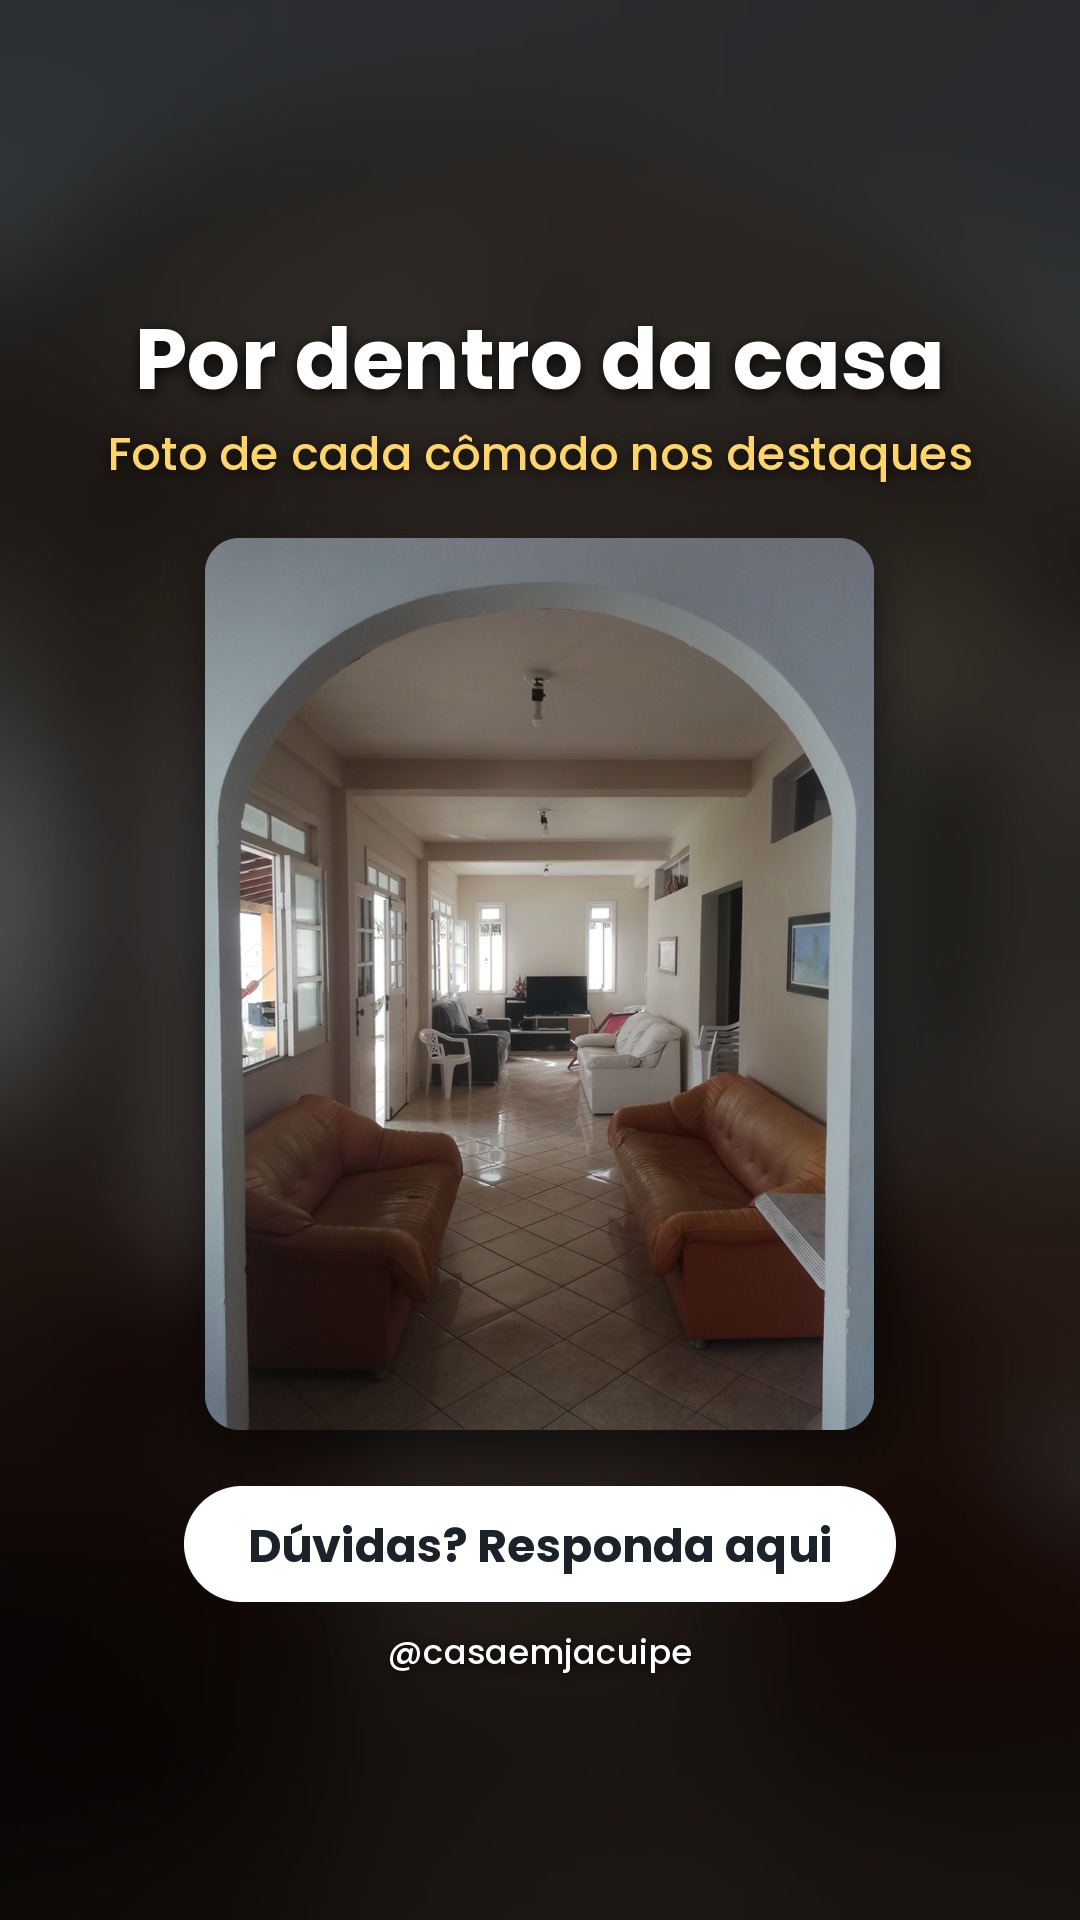 Por dentro da casa
Foto de cada cômodo nos destaques
Dúvidas? Responda aqui
@casaemjacuipe